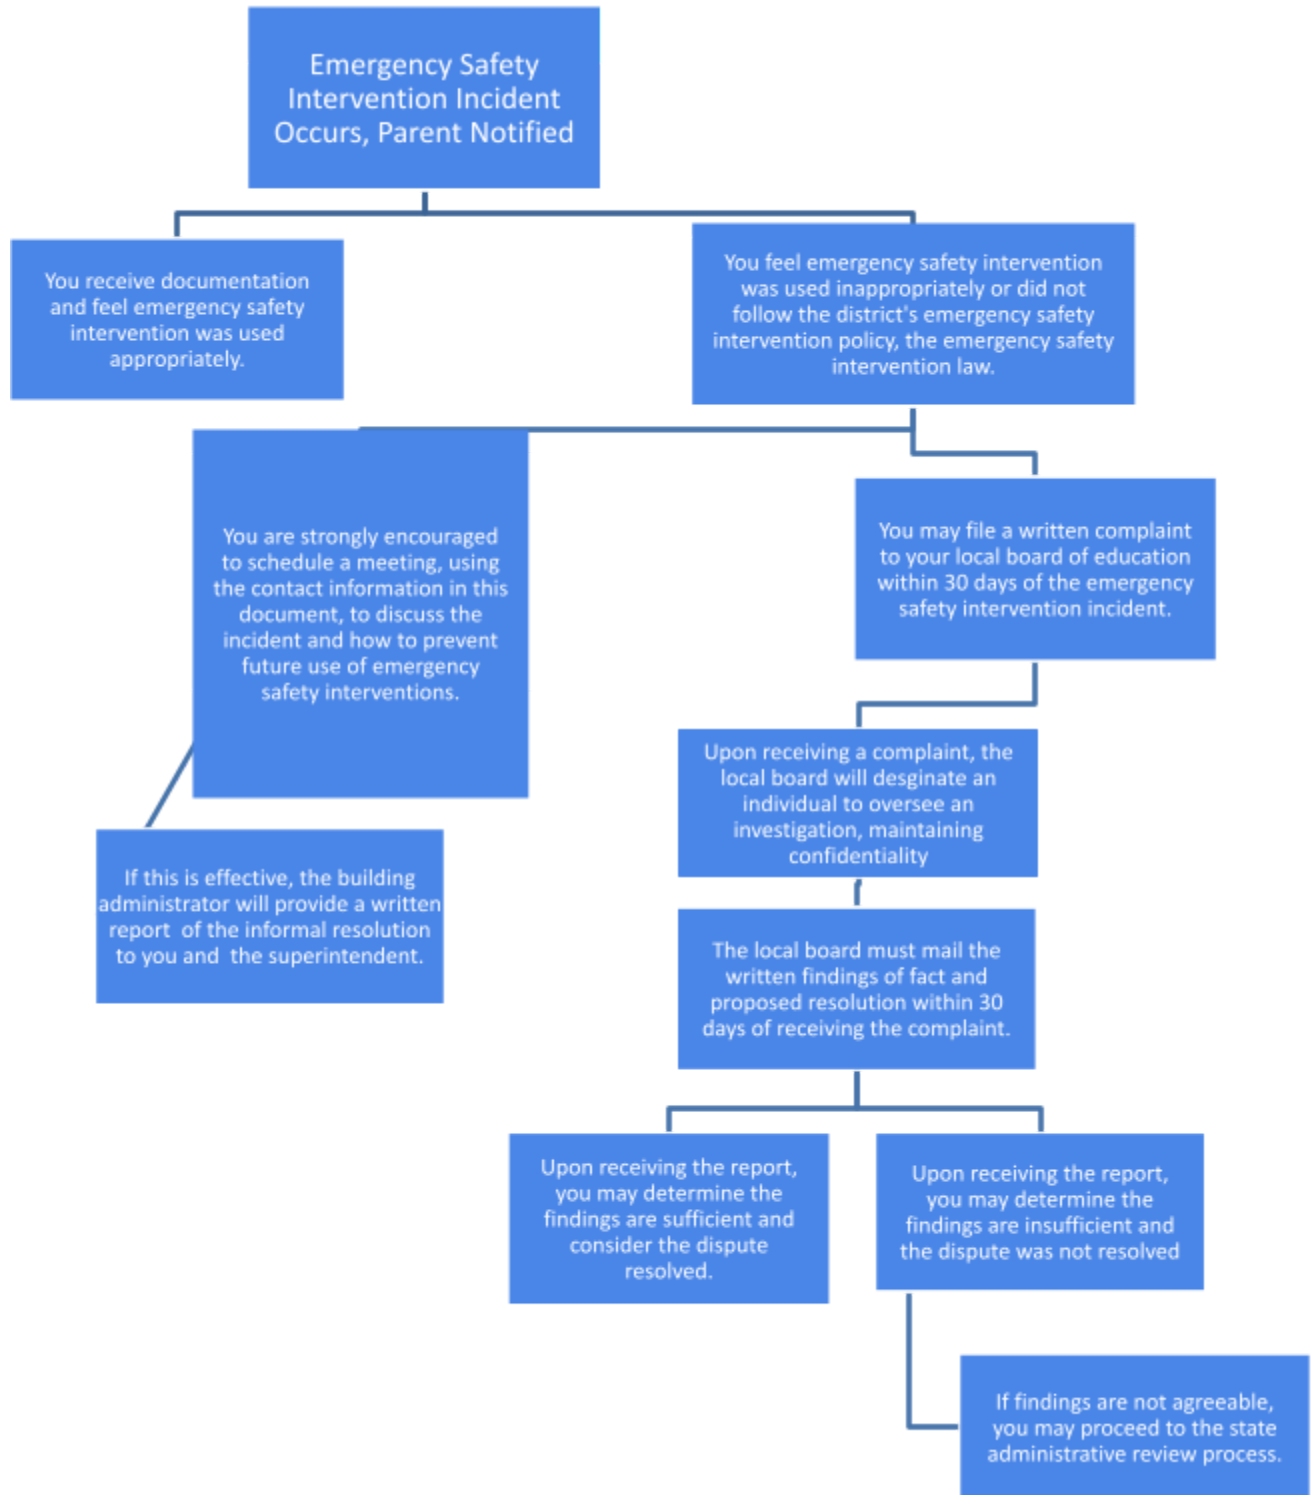 Emergency Safety
Intervention Incident
Occurs, Parent Notified
You receive documentation
and feel emergency safety
intervention was used
appropriately.
You feel emergency safety intervention
was used inappropriately or did not
follow the district's emergency safety
intervention policy, the emergency safety
intervention law.
You are strongly encouraged
to schedule a meeting, using
the contact information in this
document, to discuss the
incident and how to prevent
future use of emergency
safety interventions.
If this is effective, the building
administrator will provide a written
report of the informal resolution
to you and the superintendent.
You may file a written complaint
to your local board of education
within 30 days of the emergency
safety intervention incident.
Upon receiving a complaint, the
local board will desginate an
individual to oversee an
investigation, maintaining
confidentiality
The local board must mail the
written findings of fact and
proposed resolution within 30
days of receiving the complaint.
Upon receiving the report,
you may determine the
findings are sufficient and
consider the dispute
resolved.
Upon receiving the report,
you may determine the
findings are insufficient and
the dispute was not resolved
If findings are not agreeable,
you may proceed to the state
administrative review process.